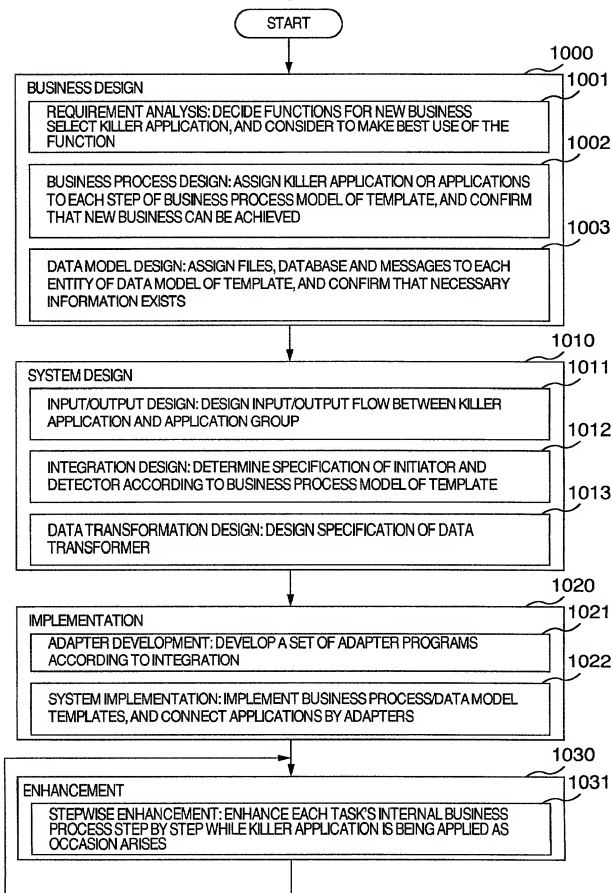 START
1000
BUSINESS DESIGN
1001
REQUIREMENT ANALYSIS: DECIDE FUNCTIONS FOR NEW BUSINESS
SELECT KILLER APPLICATION, AND CONSIDER TO MAKE BEST USE OF THE
FUNCTION
1002
BUSINESS PROCESS DESIGN: ASSIGN KILLER APPLICATION OR APPLICATIONS
TO EACH STEP OF BUSINESS PROCESS MODEL OF TEMPLATE, AND CONFIRM
THAT NEW BUSINESS CAN BE ACHIEVED
1003
DATA MODEL DESIGN: ASSIGN FILES, DATABASE AND MESSAGES TO EACH
ENTITY OF DATA MODEL OF TEMPLATE, AND CONFIRM THAT NECESSARY
INFORMATION EXISTS
1010
SYSTEM DESIGN
1011
INPUT/OUTPUT DESIGN: DESIGN INPUT/OUTPUT FLOW BETWEEN KILLER
APPLICATION AND APPLICATION GROUP
1012
INTEGRATION DESIGN: DETERMINE SPECIFICATION OF INITIATOR AND
DETECTOR ACCORDING TO BUSINESS PROCESS MODEL OF TEMPLATE
1013
DATA TRANSFORMATION DESIGN: DESIGN SPECIFICATION OF DATA
TRANSFORMER
1020
IMPLEMENTATION
1021
ADAPTER DEVELOPMENT: DEVELOP A SET OF ADAPTER PROGRAMS
ACCORDING TO INTEGRATION
1022
SYSTEM IMPLEMENTATION: IMPLEMENT BUSINESS PROCESS/DATA MODEL
TEMPLATES, AND CONNECT APPLICATIONS BY ADAPTERS
1030
ENHANCEMENT
1031
STEPWISE ENHANCEMENT: ENHANCE EACH TASK'S INTERNAL BUSINESS
PROCESS STEP BY STEP WHILE KILLER APPLICATION IS BEING APPLIED AS
OCCASION ARISES